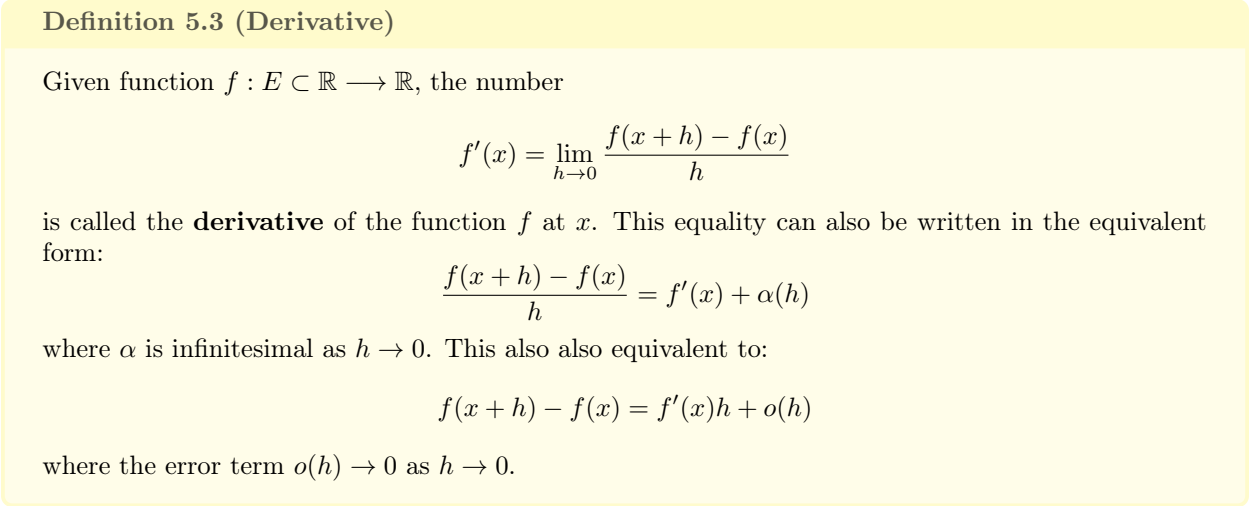 Definition 5.3 (Derivative)
Given function f : E ⊂ ℝ ⟶ ℝ, the number
f′(x) = lim_{h→0} \frac{f(x + h) − f(x)}{h}
is called the derivative of the function f at x. This equality can also be written in the equivalent
form:
\frac{f(x + h) − f(x)}{h} = f′(x) + α(h)
where α is infinitesimal as h → 0. This also also equivalent to:
f(x + h) − f(x) = f′(x)h + o(h)
where the error term o(h) → 0 as h → 0.